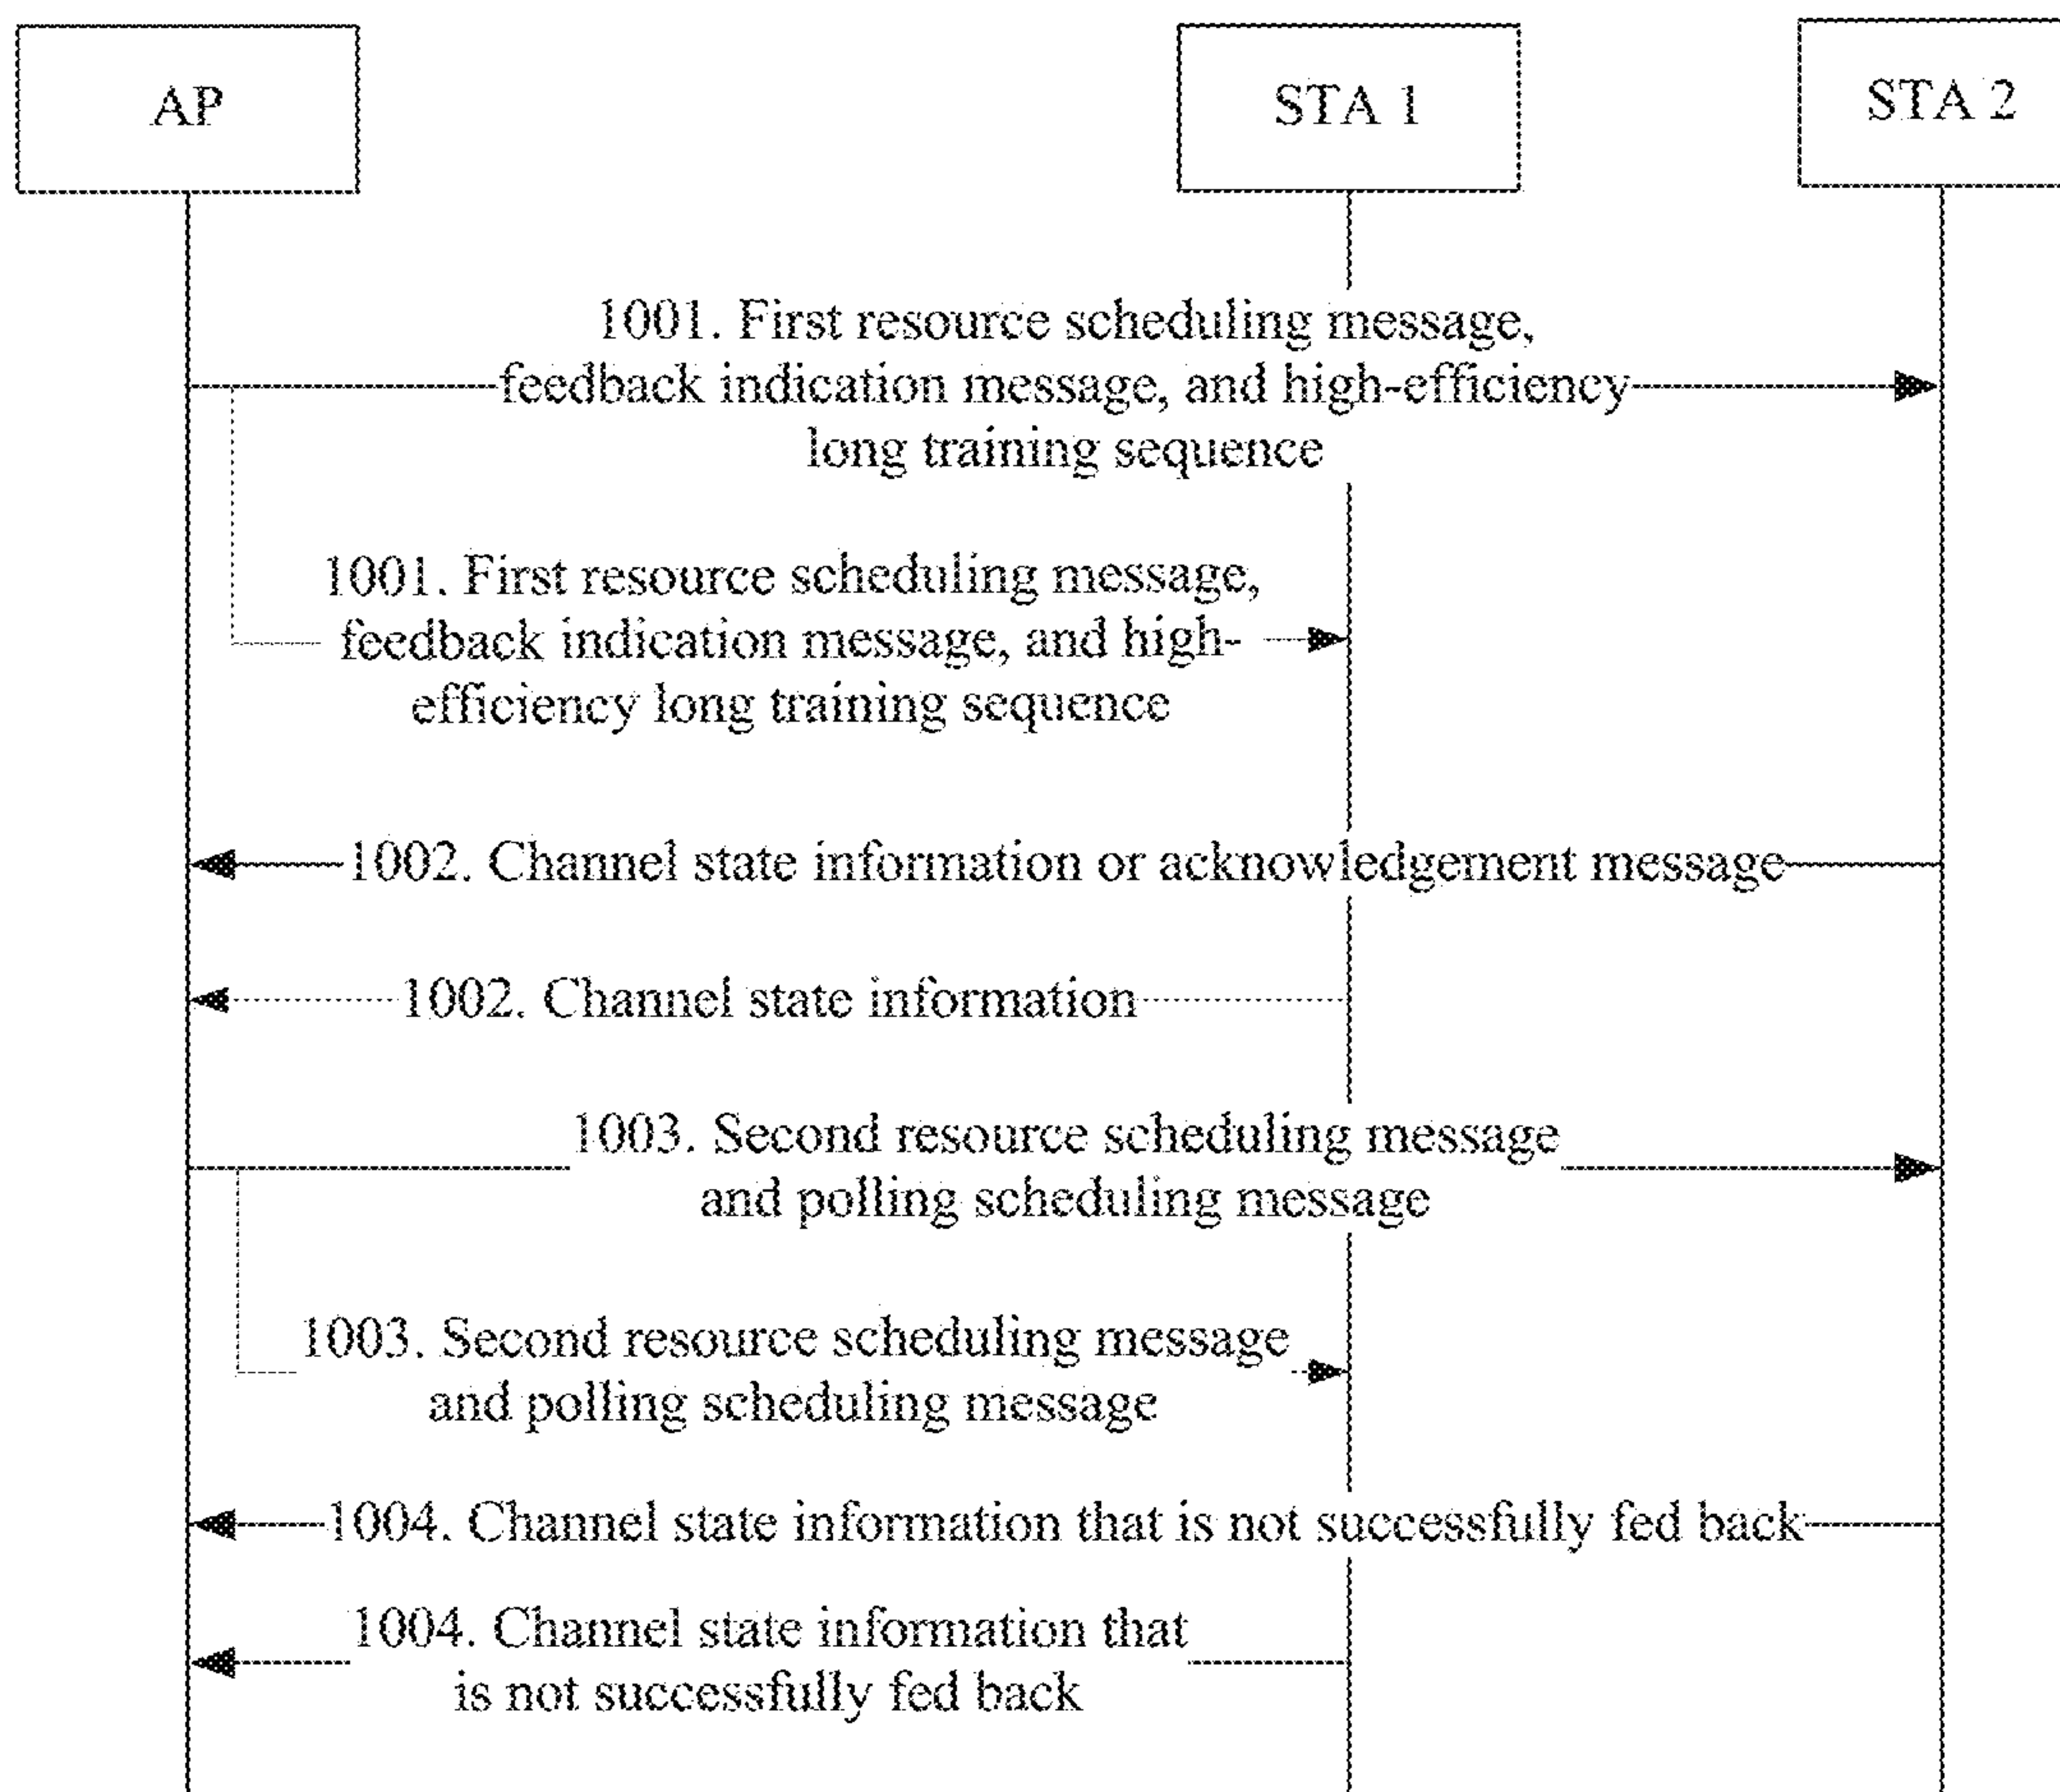 AP
STA 1
STA 2
1001. First resource scheduling message,
feedback indication message, and high-efficiency
long training sequence
1001. First resource scheduling message,
feedback indication message, and high-
efficiency long training sequence
1002. Channel state information or acknowledgement message
1002. Channel state information
1003. Second resource scheduling message
and polling scheduling message
1003. Second resource scheduling message
and polling scheduling message
1004. Channel state information that is not successfully fed back
1004. Channel state information that
is not successfully fed back